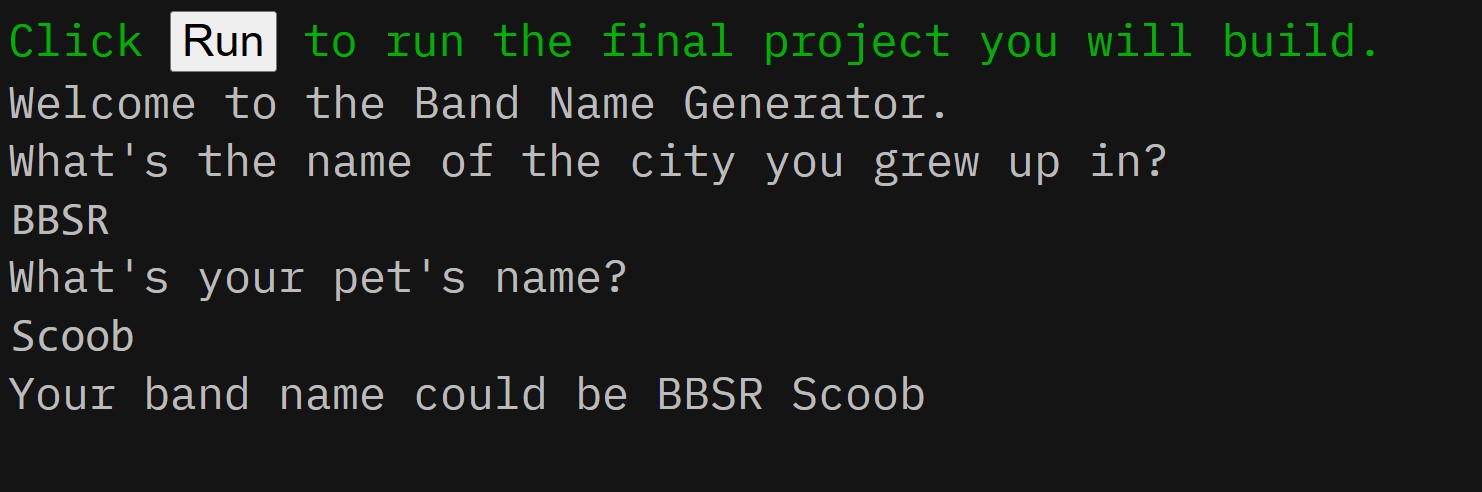 Click Run to run the final project you will build.
Welcome to the Band Name Generator.
What's the name of the city you grew up in?
BBSR
What's your pet's name?
Scoob
Your band name could be BBSR Scoob